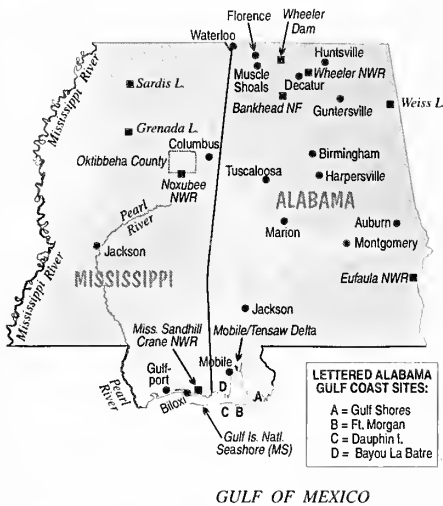 Florence
Wheeler
Dam
Waterloo
Huntsville
Muscle
Shoals
Decatur
Wheeler NWR
Bankhead NF
Guntersville
Weiss L.
Mississippi River
Sardis L.
Grenada L.
Columbus
Oktibbeha County
Noxubee
NWR
Birmingham
Harpersville
Tuscaloosa
ALABAMA
Pearl
River
Marion
Auburn
Montgomery
Jackson
MISSISSIPPI
Mississippi River
Eufaula NWR
Jackson
Mobile/Tensaw Delta
Miss. Sandhill
Crane NWR
Mobile
Gulf-
port
Biloxi
Pearl
River
D
C
B
A
Gulf Is. Natl.
Seashore (MS)
LETTERED ALABAMA
GULF COAST SITES:
A = Gulf Shores
B = Ft. Morgan
C = Dauphin I.
D = Bayou La Batre
GULF OF MEXICO